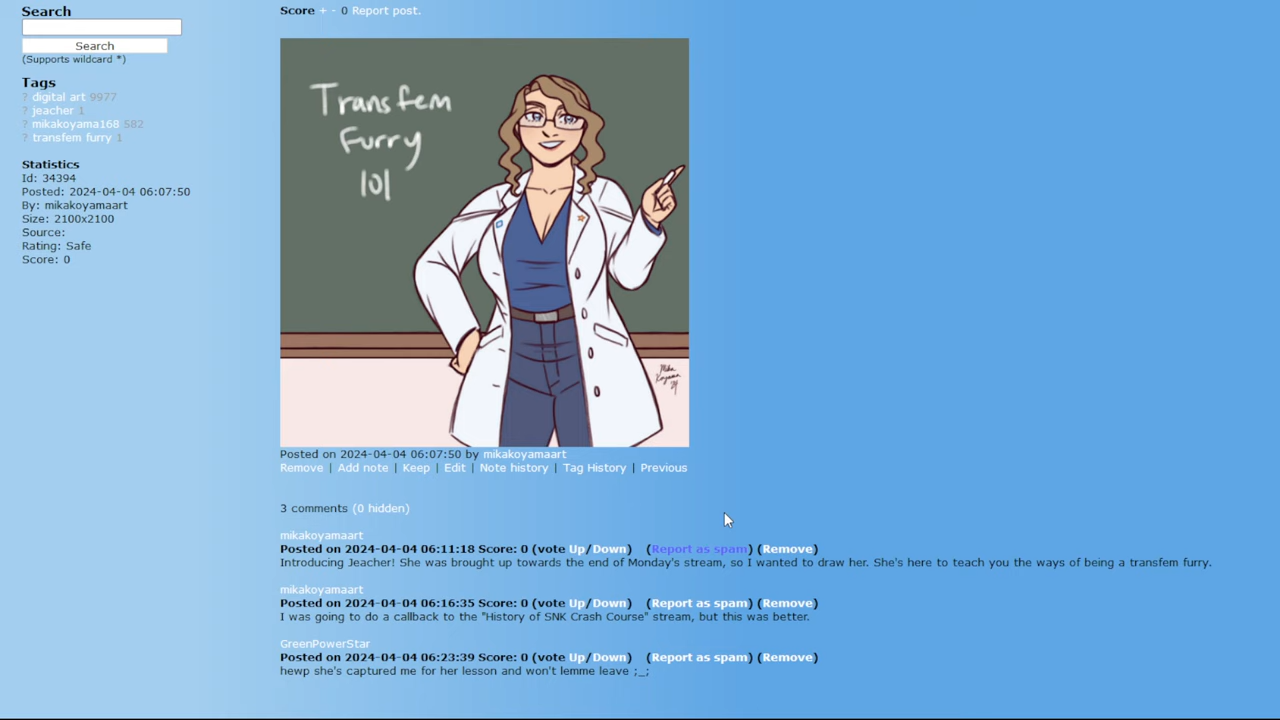 Search
Search
(Supports wildcard *)
Tags
? digital art 9977
? jeacher 1
? mikakoyama168 582
? transfem furry 1
Statistics
Id: 34394
Posted: 2024-04-04 06:07:50
By: mikakoyamaart
Size: 2100x2100
Source:
Rating: Safe
Score: 0
Score + - 0 Report post.
Transfem
Furry
101
Mika
Koyama
24
Posted on 2024-04-04 06:07:50 by mikakoyamaart
Remove | Add note | Keep | Edit | Note history | Tag History | Previous
3 comments (0 hidden)
mikakoyamaart
Posted on 2024-04-04 06:11:18 Score: 0 (vote Up/Down) (Report as spam) (Remove)
Introducing Jeacher! She was brought up towards the end of Monday's stream, so I wanted to draw her. She's here to teach you the ways of being a transfem furry.
mikakoyamaart
Posted on 2024-04-04 06:16:35 Score: 0 (vote Up/Down) (Report as spam) (Remove)
I was going to do a callback to the "History of SNK Crash Course" stream, but this was better.
GreenPowerStar
Posted on 2024-04-04 06:23:39 Score: 0 (vote Up/Down) (Report as spam) (Remove)
hewp she's captured me for her lesson and won't lemme leave ;_;